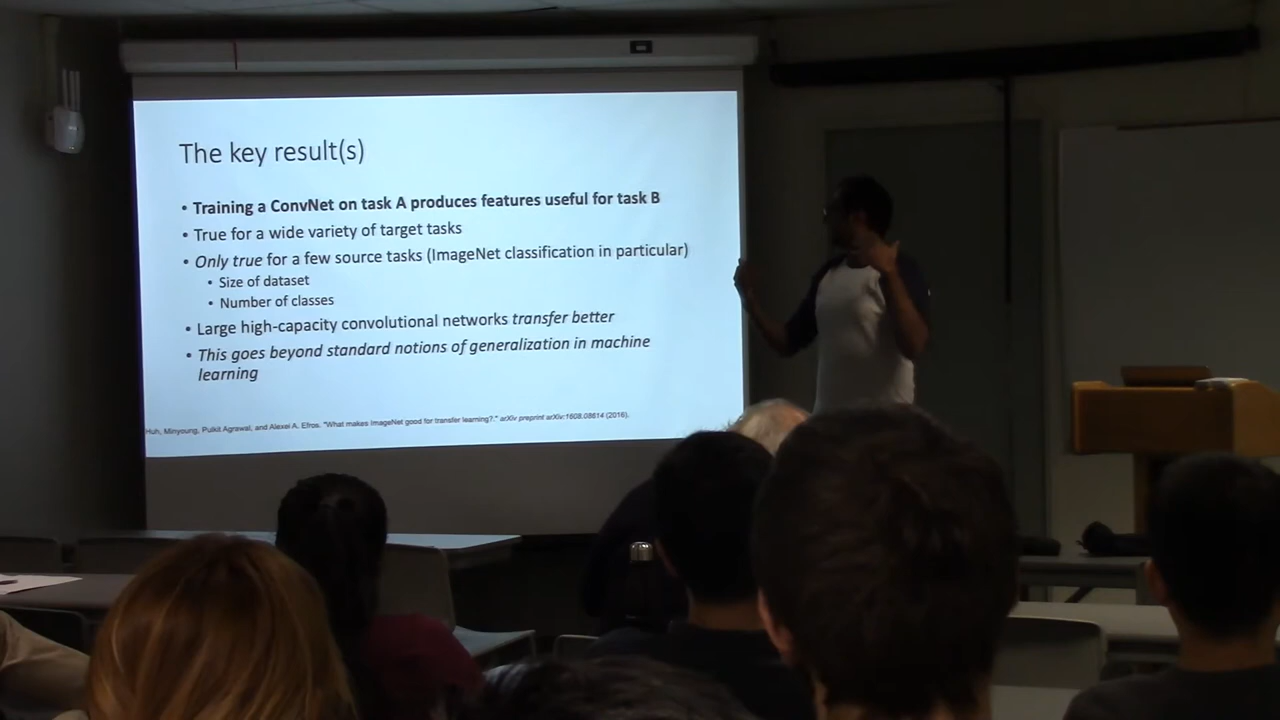 The key result(s)
• Training a ConvNet on task A produces features useful for task B
• True for a wide variety of target tasks
• Only true for a few source tasks (ImageNet classification in particular)
• Size of dataset
• Number of classes
• Large high-capacity convolutional networks transfer better
• This goes beyond standard notions of generalization in machine
learning
Huh, Minyoung, Pulkit Agrawal, and Alexei A. Efros. "What makes ImageNet good for transfer learning?." arXiv preprint arXiv:1608.08614 (2016).